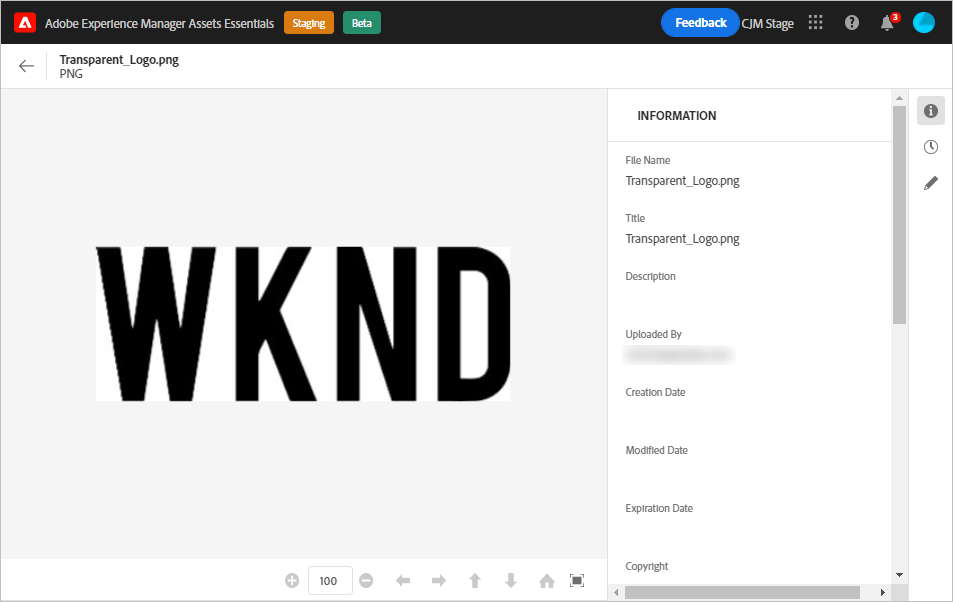 Adobe Experience Manager Assets Essentials Staging Beta Feedback CJM Stage 3
Transparent_Logo.png
PNG
WKND
100
INFORMATION
File Name
Transparent_Logo.png
Title
Transparent_Logo.png
Description
Uploaded By
Creation Date
Modified Date
Expiration Date
Copyright